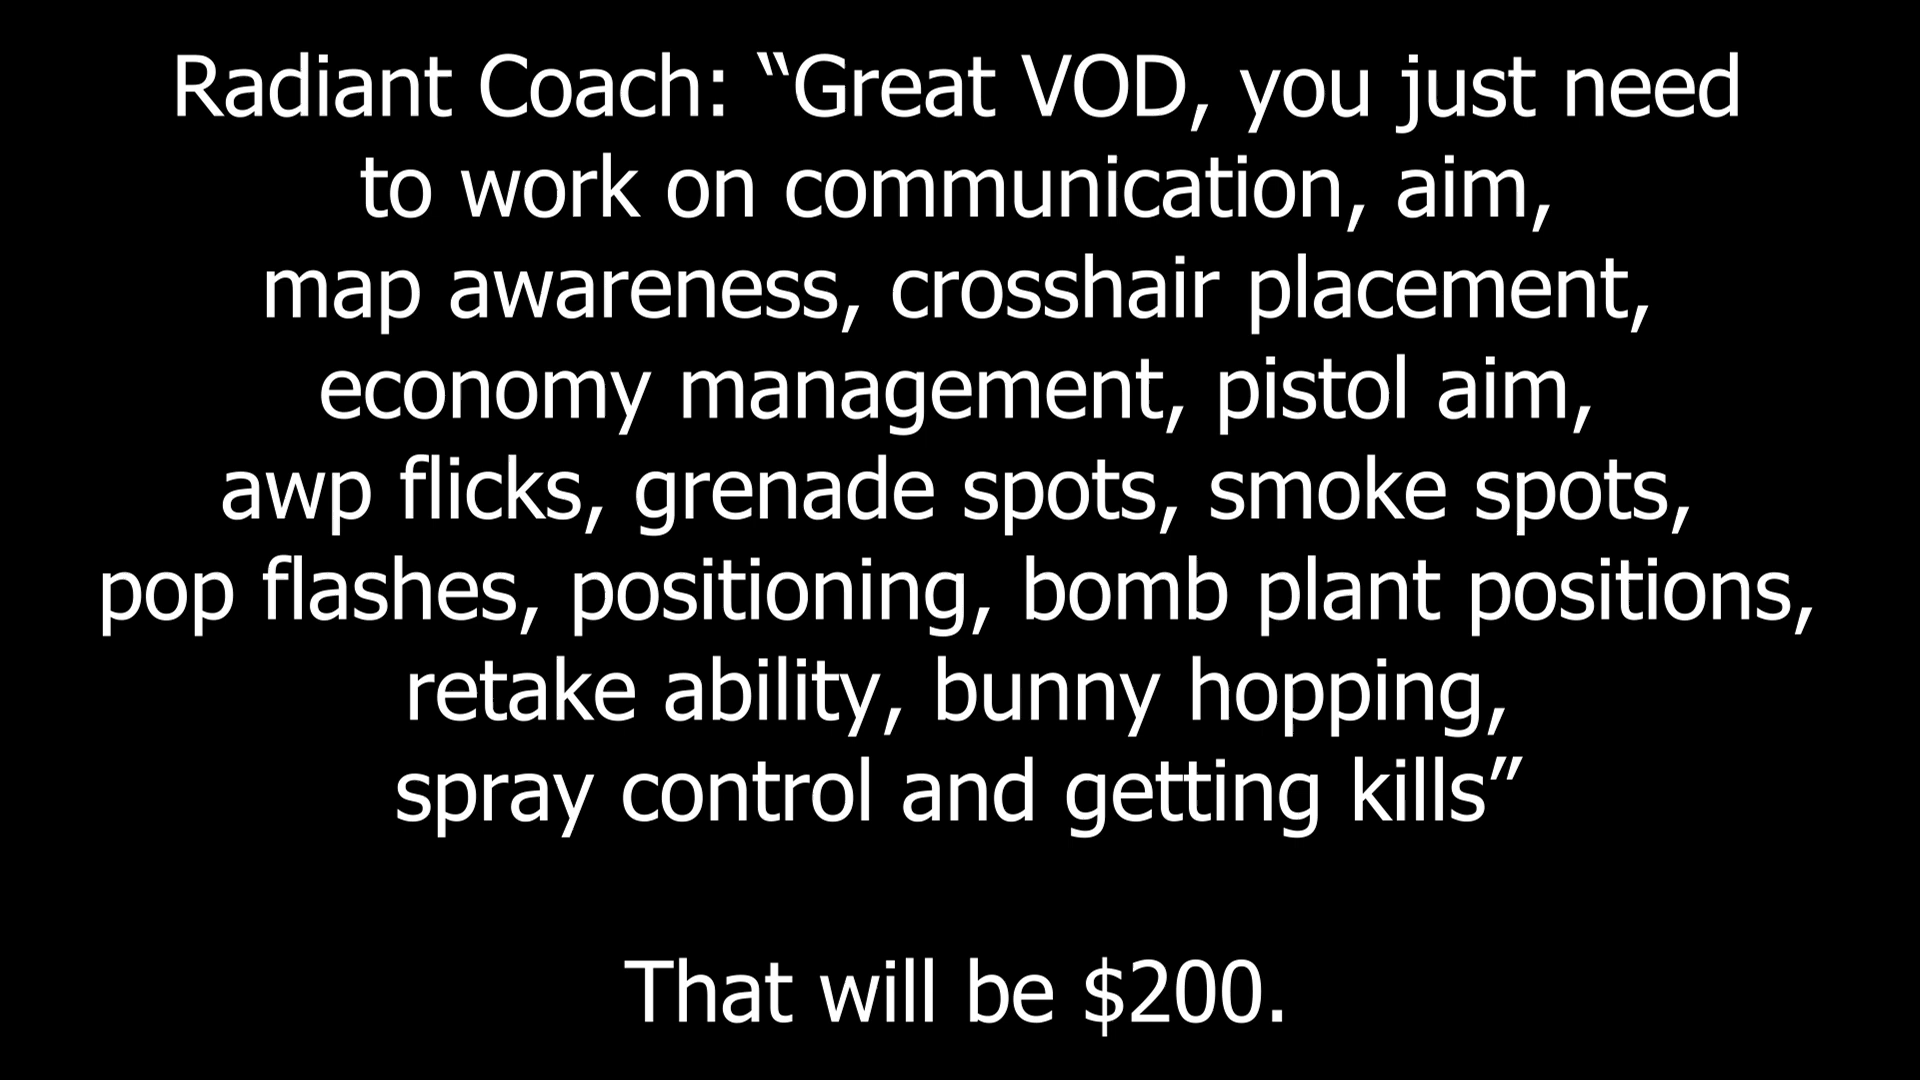 Radiant Coach: “Great VOD, you just need
to work on communication, aim,
map awareness, crosshair placement,
economy management, pistol aim,
awp flicks, grenade spots, smoke spots,
pop flashes, positioning, bomb plant positions,
retake ability, bunny hopping,
spray control and getting kills”
That will be $200.